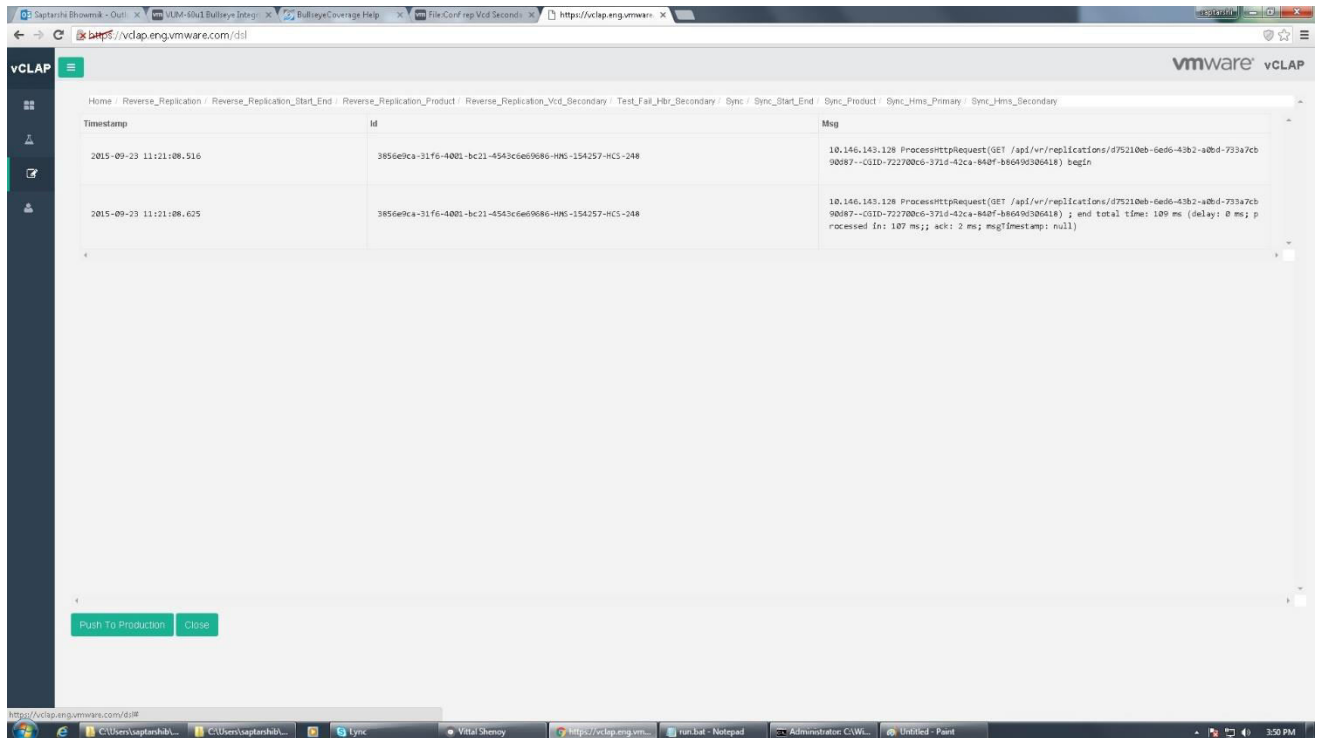 Saptarshi Bhowmik - Outl
VUM-60u1 Bullseye Integr
BullseyeCoverage Help
File:Conf rep Vcd Seconda
https://vclap.eng.vmware.
saptarshi
https://vclap.eng.vmware.com/dsl
vCLAP
vmware vCLAP
Home / Reverse_Replication / Reverse_Replication_Start_End / Reverse_Replication_Product / Reverse_Replication_Vcd_Secondary / Test_Fail_Hbr_Secondary / Sync / Sync_Start_End / Sync_Product / Sync_Hms_Primary / Sync_Hms_Secondary
Timestamp Id Msg
2015-09-23 11:21:08.516 3856e9ca-31f6-4001-bc21-4543c6e69686-HMS-154257-HCS-248
10.146.143.128 ProcessHttpRequest(GET /api/vr/replications/d75210eb-6ed6-43b2-a0bd-733a7cb
90d87--CGID-722700c6-371d-42ca-840f-b8649d306418) begin
2015-09-23 11:21:08.625 3856e9ca-31f6-4001-bc21-4543c6e69686-HMS-154257-HCS-248
10.146.143.128 ProcessHttpRequest(GET /api/vr/replications/d75210eb-6ed6-43b2-a0bd-733a7cb
90d87--CGID-722700c6-371d-42ca-840f-b8649d306418) ; end total time: 109 ms (delay: 0 ms; p
rocessed in: 107 ms;; ack: 2 ms; msgTimestamp: null)
Push To Production Close
https://vclap.eng.vmware.com/dsl#
C:\Users\saptarshib\...
C:\Users\saptarshib\...
Lync
Vittal Shenoy
https://vclap.eng.vm...
run.bat - Notepad
Administrator: C:\Wi...
Untitled - Paint
3:50 PM